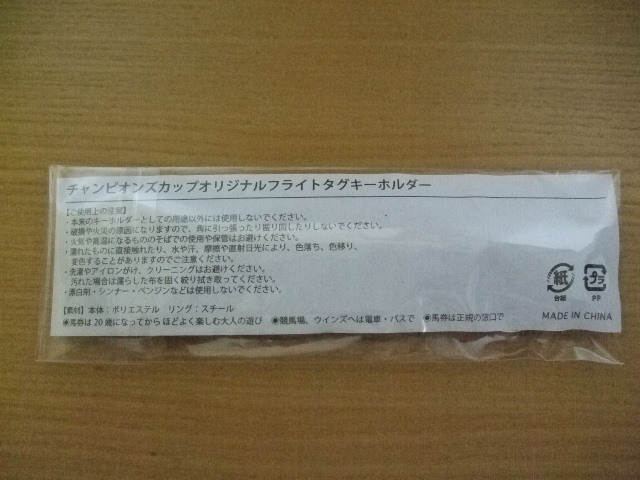 チャンピオンズカップオリジナルフライトタグキーホルダー
【ご使用上の注意】
・本来のキーホルダーとしての用途以外には使用しないでください。
・破損や火災の原因になりますので、角に引っ張ったり振り回したりしないでください。
・火気や高温になるもののそばでの使用や保管はお避けください。
・濡れたものに直接触れたり、水や汗、摩擦や直射日光により、色落ち、色移り、
変色することがありますのでご注意ください。
・洗濯やアイロンがけ、クリーニングはお避けください。
汚れた場合は濡らした布を固く絞り拭き取ってください。
・漂白剤・シンナー・ベンジンなどは使用しないでください。
【素材】本体：ポリエステル リング：スチール
◉馬券は20歳になってから ほどよく楽しむ大人の遊び ◉競馬場、ウインズへは電車・バスで ◉馬券は正規の窓口で
紙
台紙
プラ
PP
MADE IN CHINA